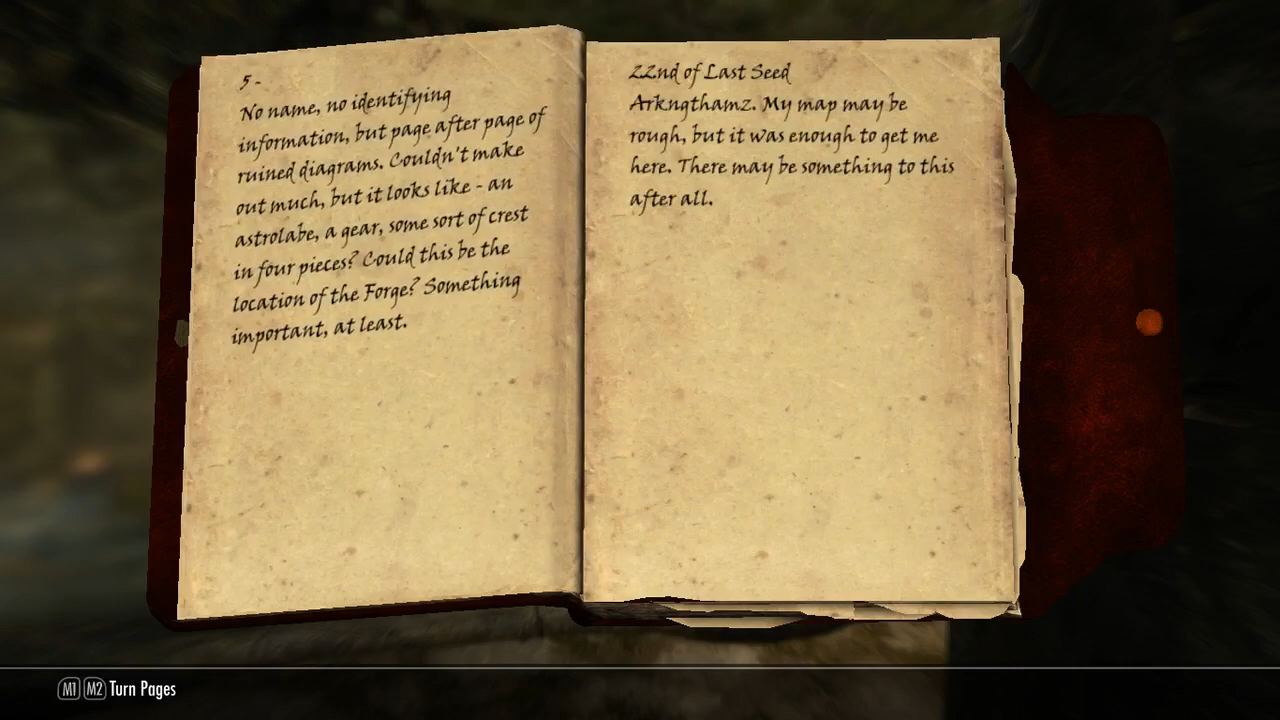 5 -
No name, no identifying
information, but page after page of
ruined diagrams. Couldn't make
out much, but it looks like - an
astrolabe, a gear, some sort of crest
in four pieces? Could this be the
location of the Forge? Something
important, at least.
22nd of Last Seed
Arkngthamz. My map may be
rough, but it was enough to get me
here. There may be something to this
after all.
M1 M2 Turn Pages